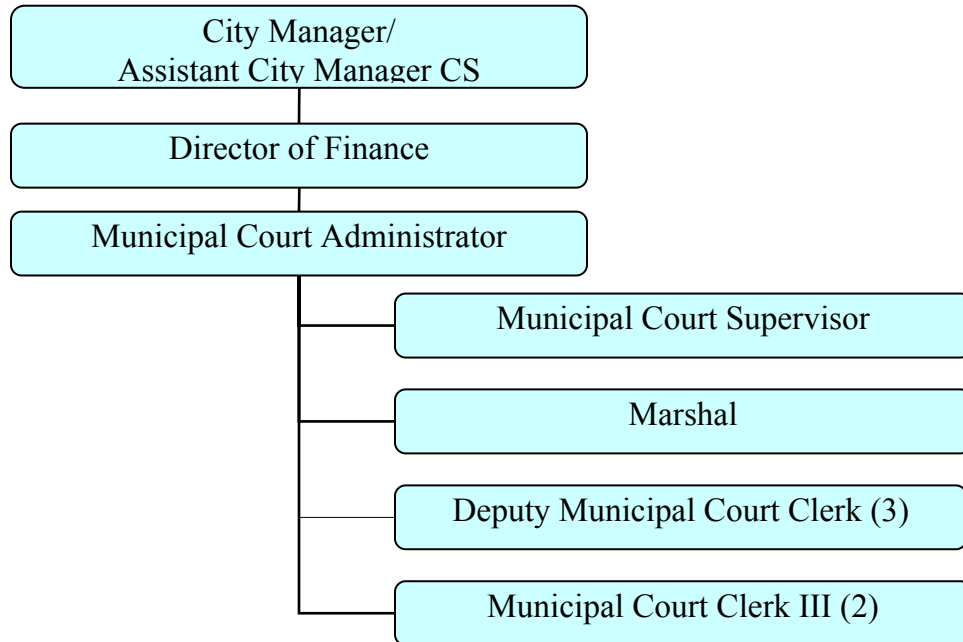 City Manager/
Assistant City Manager CS
Director of Finance
Municipal Court Administrator
Municipal Court Supervisor
Marshal
Deputy Municipal Court Clerk (3)
Municipal Court Clerk III (2)